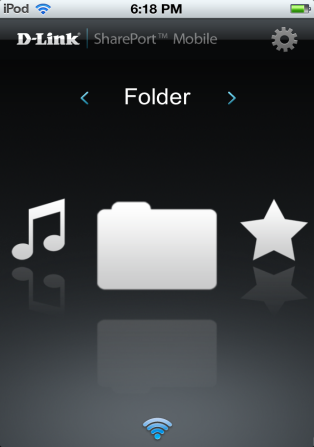 iPod 6:18 PM
D-Link SharePort™ Mobile
Folder